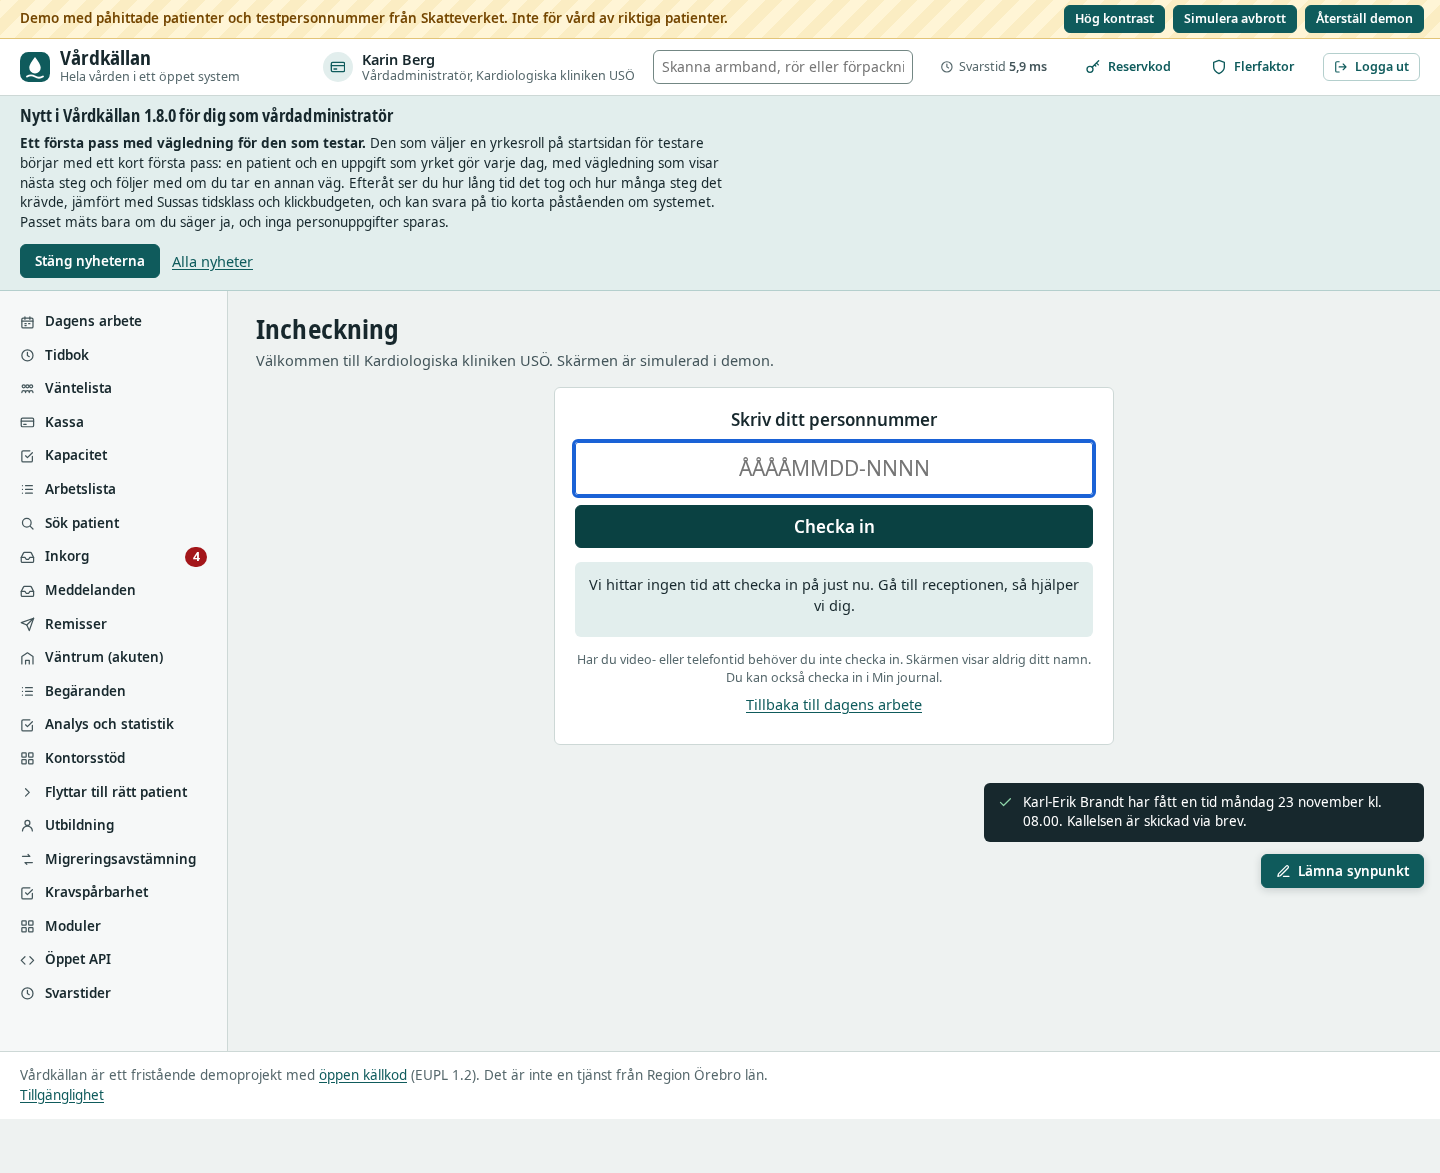 Demo med påhittade patienter och testpersonnummer från Skatteverket. Inte för vård av riktiga patienter.
Hög kontrast
Simulera avbrott
Återställ demon
Vårdkällan
Hela vården i ett öppet system
Karin Berg
Vårdadministratör, Kardiologiska kliniken USÖ
Skanna armband, rör eller förpackni
Svarstid 5,9 ms
Reservkod
Flerfaktor
Logga ut
Nytt i Vårdkällan 1.8.0 för dig som vårdadministratör
Ett första pass med vägledning för den som testar. Den som väljer en yrkesroll på startsidan för testare
börjar med ett kort första pass: en patient och en uppgift som yrket gör varje dag, med vägledning som visar
nästa steg och följer med om du tar en annan väg. Efteråt ser du hur lång tid det tog och hur många steg det
krävde, jämfört med Sussas tidsklass och klickbudgeten, och kan svara på tio korta påståenden om systemet.
Passet mäts bara om du säger ja, och inga personuppgifter sparas.
Stäng nyheterna
Alla nyheter
Dagens arbete
Tidbok
Väntelista
Kassa
Kapacitet
Arbetslista
Sök patient
Inkorg 4
Meddelanden
Remisser
Väntrum (akuten)
Begäranden
Analys och statistik
Kontorsstöd
Flyttar till rätt patient
Utbildning
Migreringsavstämning
Kravspårbarhet
Moduler
Öppet API
Svarstider
Incheckning
Välkommen till Kardiologiska kliniken USÖ. Skärmen är simulerad i demon.
Skriv ditt personnummer
ÅÅÅÅMMDD-NNNN
Checka in
Vi hittar ingen tid att checka in på just nu. Gå till receptionen, så hjälper
vi dig.
Har du video- eller telefontid behöver du inte checka in. Skärmen visar aldrig ditt namn.
Du kan också checka in i Min journal.
Tillbaka till dagens arbete
Karl-Erik Brandt har fått en tid måndag 23 november kl.
08.00. Kallelsen är skickad via brev.
Lämna synpunkt
Vårdkällan är ett fristående demoprojekt med öppen källkod (EUPL 1.2). Det är inte en tjänst från Region Örebro län.
Tillgänglighet